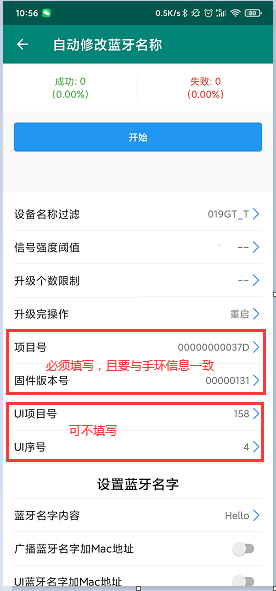 10:56 0.5K/s 80
自动修改蓝牙名称
成功: 0 失败: 0
(0.00%) (0.00%)
开始
设备名称过滤 019GT_T
信号强度阈值 --
升级个数限制 --
升级完操作 重启
项目号 00000000037D
必须填写，且要与手环信息一致
固件版本号 00000131
UI项目号 158
可不填写
UI序号 4
设置蓝牙名字
蓝牙名字内容 Hello
广播蓝牙名字加Mac地址
UI蓝牙名字加Mac地址